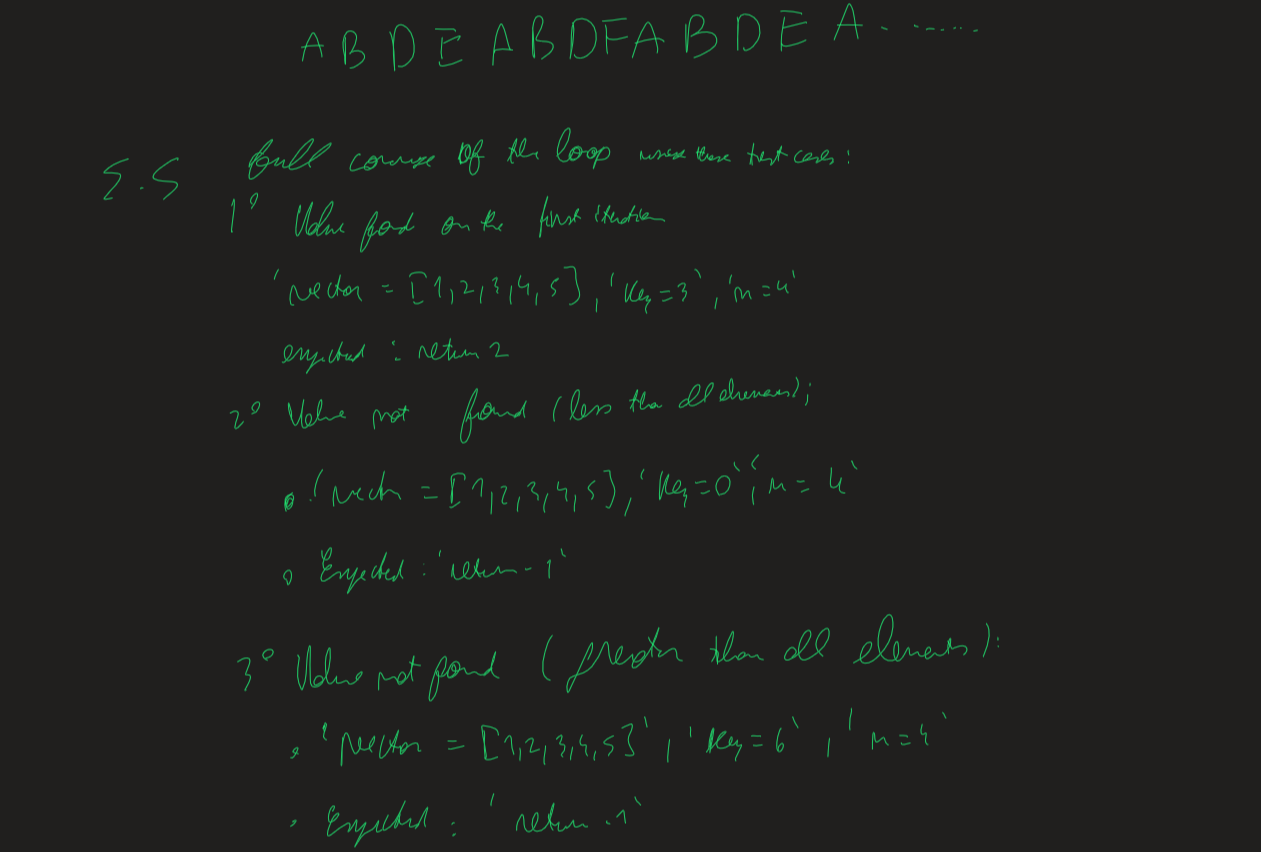 A B D E A B D F A B D E A - ......
5.5 full course of the loop these test cases:
1° Value found on the first iteration
'vector = [1,2,3,4,5], 'Key=3', 'n=4'
expected : return 2
2° Value not found (less than all elements);
'vector = [1,2,3,4,5], 'Key=0', 'n=4'
Expected : 'return -1'
3° Value not found (greater than all elements):
'vector = [1,2,3,4,5]', 'Key=6', 'n=4'
Expected : 'return -1'